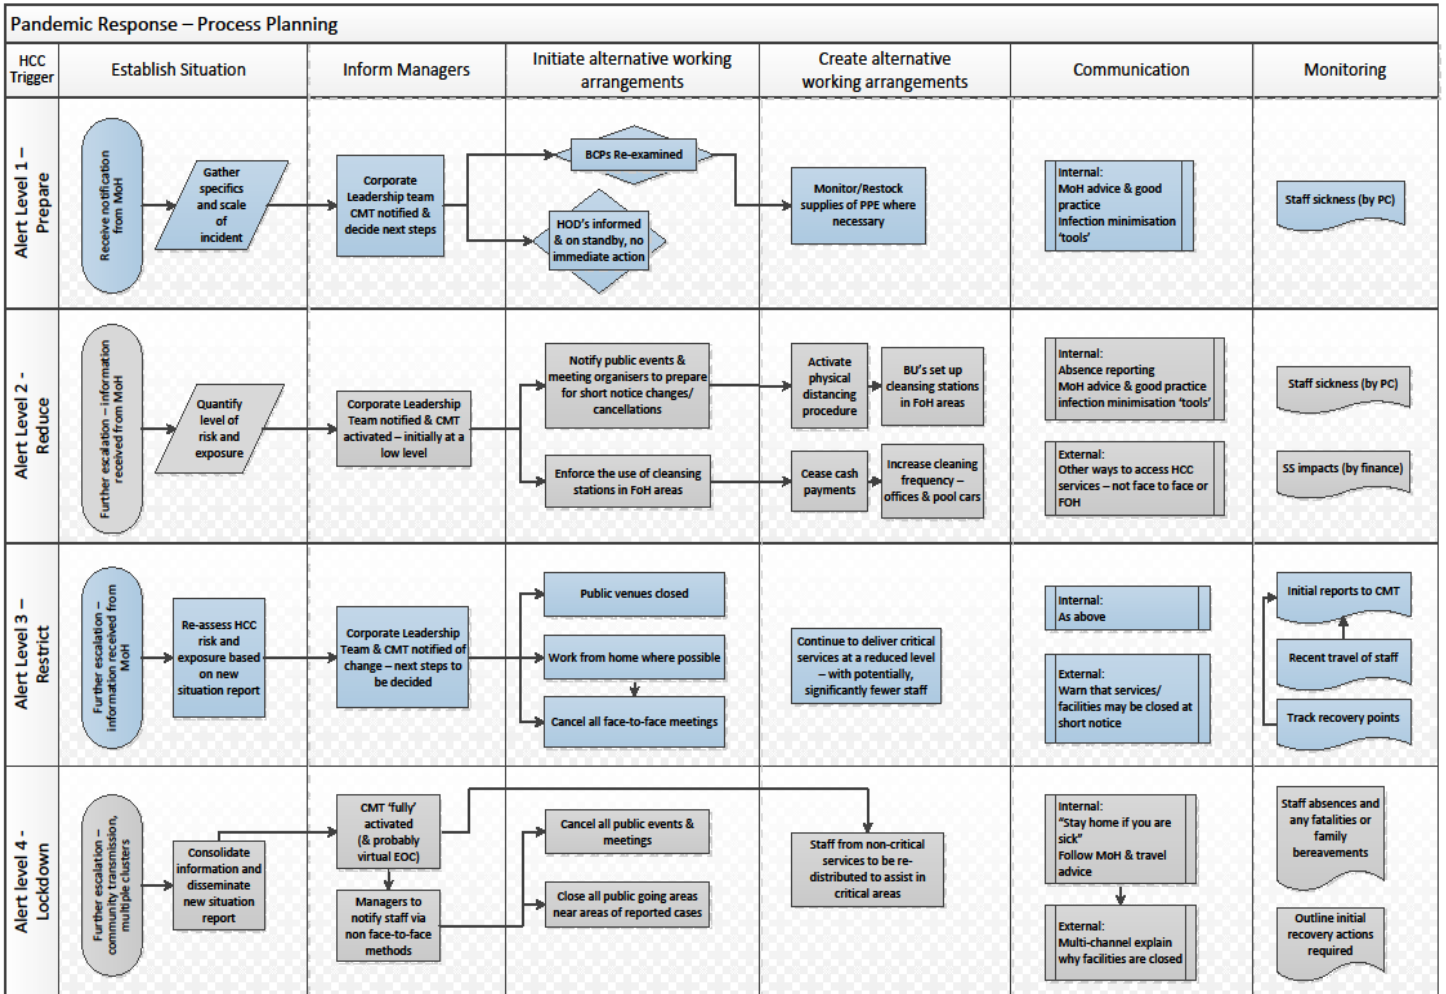 Pandemic Response – Process Planning
HCC
Trigger
Establish Situation
Inform Managers
Initiate alternative working
arrangements
Create alternative
working arrangements
Communication
Monitoring
Alert Level 1 –
Prepare
Receive notification
from MoH
Gather
specifics
and scale
of
incident
Corporate
Leadership team
CMT notified &
decide next steps
BCPs Re-examined
HOD's informed
& on standby, no
immediate action
Monitor/Restock
supplies of PPE where
necessary
Internal:
MoH advice & good
practice
Infection minimisation
'tools'
Staff sickness (by PC)
Alert Level 2 -
Reduce
Further escalation – information
received from MoH
Quantify
level of
risk and
exposure
Corporate Leadership
Team notified & CMT
activated – initially at a
low level
Notify public events &
meeting organisers to prepare
for short notice changes/
cancellations
Enforce the use of cleansing
stations in FoH areas
Activate
physical
distancing
procedure
BU's set up
cleansing stations
in FoH areas
Cease cash
payments
Increase cleaning
frequency –
offices & pool cars
Internal:
Absence reporting
MoH advice & good practice
infection minimisation 'tools'
External:
Other ways to access HCC
services – not face to face or
FOH
Staff sickness (by PC)
SS impacts (by finance)
Alert Level 3 –
Restrict
Further escalation –
information received from
MoH
Re-assess HCC
risk and
exposure based
on new
situation report
Corporate Leadership
Team & CMT notified of
change – next steps to
be decided
Public venues closed
Work from home where possible
Cancel all face-to-face meetings
Continue to deliver critical
services at a reduced level
– with potentially,
significantly fewer staff
Internal:
As above
External:
Warn that services/
facilities may be closed at
short notice
Initial reports to CMT
Recent travel of staff
Track recovery points
Alert level 4 -
Lockdown
Further escalation –
community transmission,
multiple clusters
Consolidate
information and
disseminate
new situation
report
CMT 'fully'
activated
(& probably
virtual EOC)
Managers to
notify staff via
non face-to-face
methods
Cancel all public events &
meetings
Close all public going areas
near areas of reported cases
Staff from non-critical
services to be re-
distributed to assist in
critical areas
Internal:
"Stay home if you are
sick"
Follow MoH & travel
advice
External:
Multi-channel explain
why facilities are closed
Staff absences and
any fatalities or
family
bereavements
Outline initial
recovery actions
required